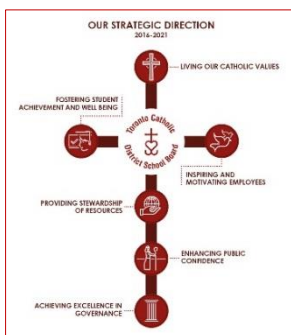 OUR STRATEGIC DIRECTION
2016-2021
LIVING OUR CATHOLIC VALUES
FOSTERING STUDENT
ACHIEVEMENT AND WELL BEING
Toronto Catholic
District School Board
INSPIRING AND
MOTIVATING EMPLOYEES
PROVIDING STEWARDSHIP
OF RESOURCES
ENHANCING PUBLIC
CONFIDENCE
ACHIEVING EXCELLENCE IN
GOVERNANCE